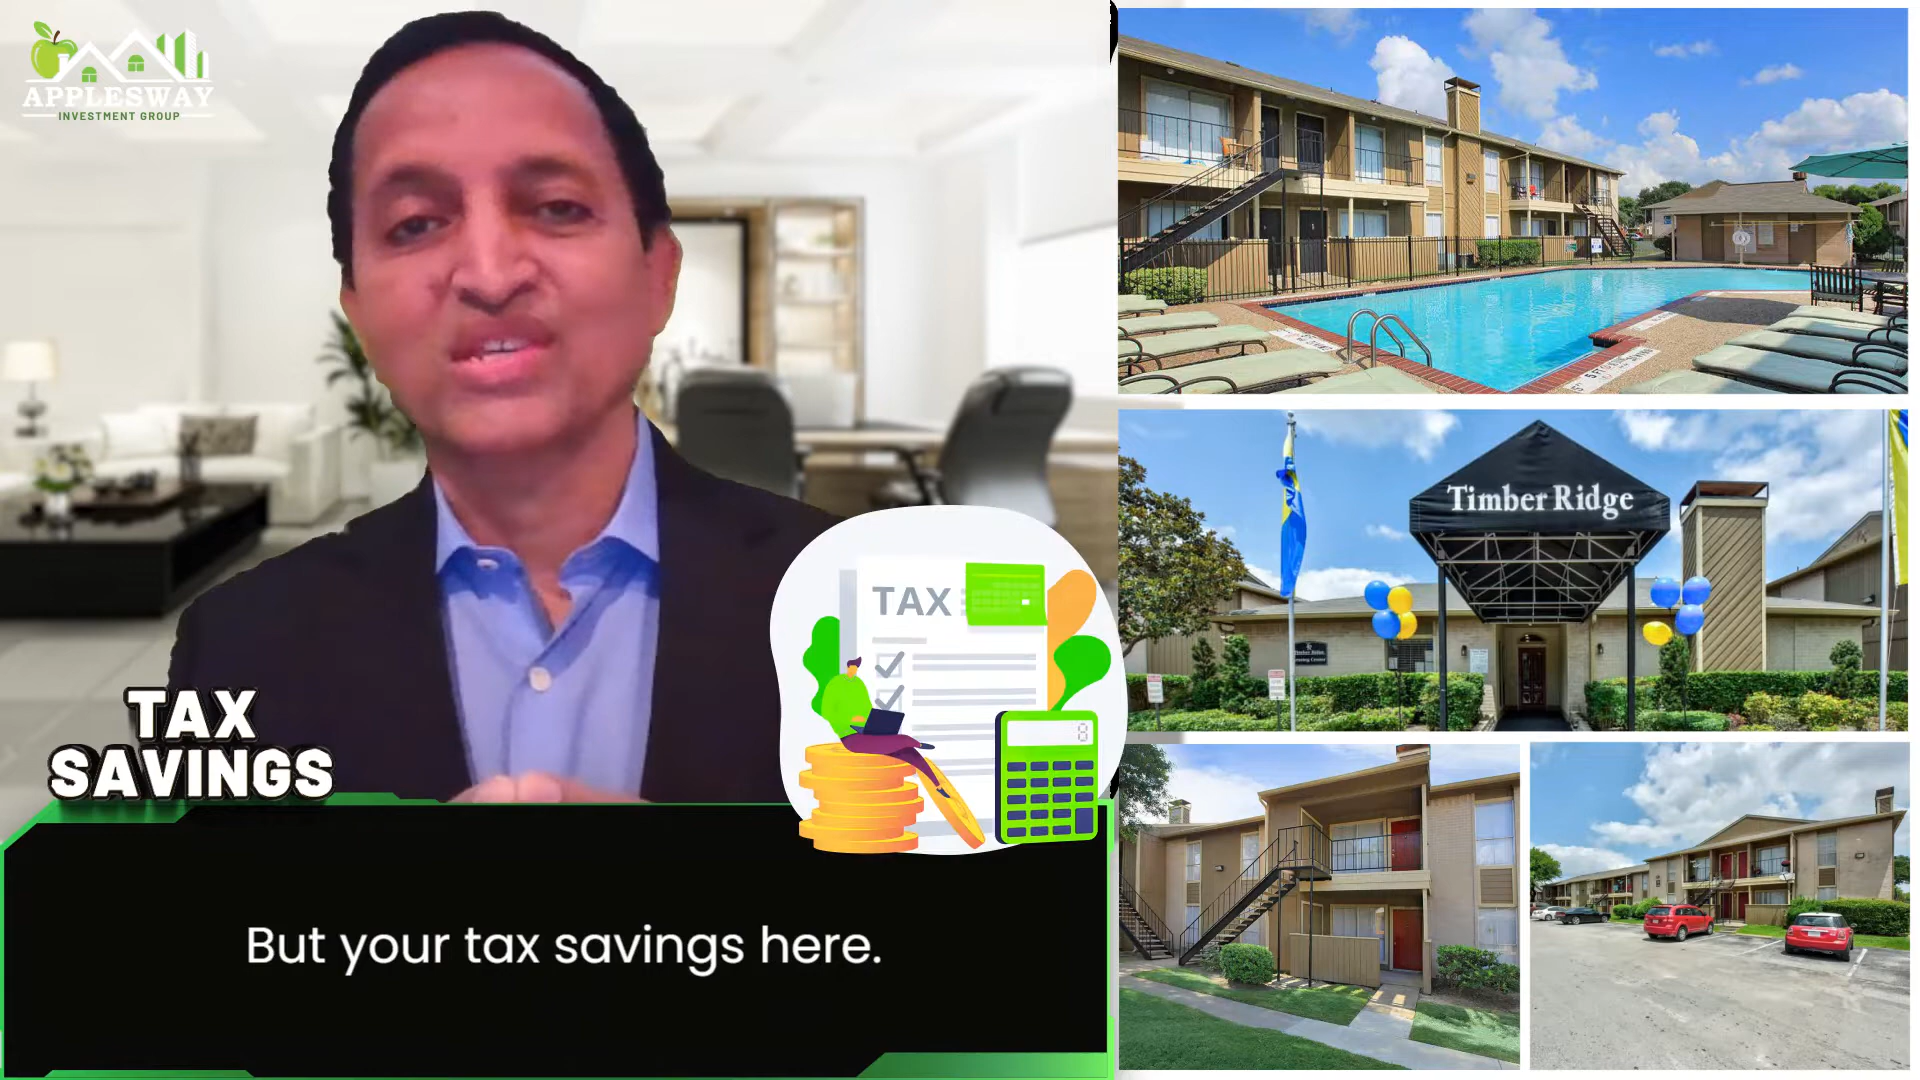 APPLESWAY
INVESTMENT GROUP
Timber Ridge
TAX
TAX
SAVINGS
But your tax savings here.